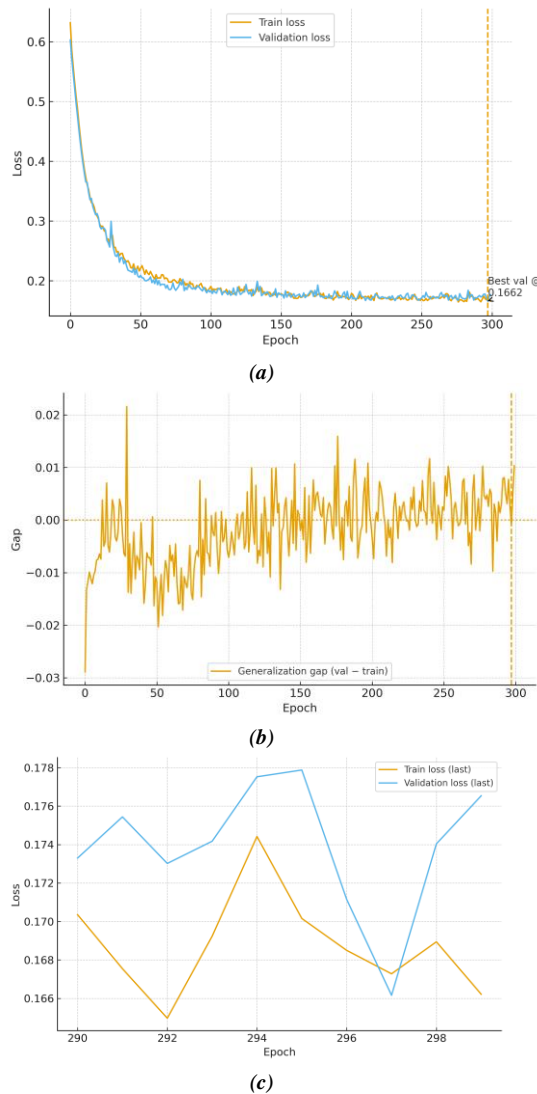 Train loss
Validation loss
0.6
0.5
0.4
0.3
0.2
Loss
Best val @
0.1662
0 50 100 150 200 250 300
Epoch
(a)
0.02
0.01
0.00
−0.01
−0.02
−0.03
Gap
Generalization gap (val − train)
0 50 100 150 200 250 300
Epoch
(b)
0.178
0.176
0.174
0.172
0.170
0.168
0.166
Loss
Train loss (last)
Validation loss (last)
290 292 294 296 298
Epoch
(c)